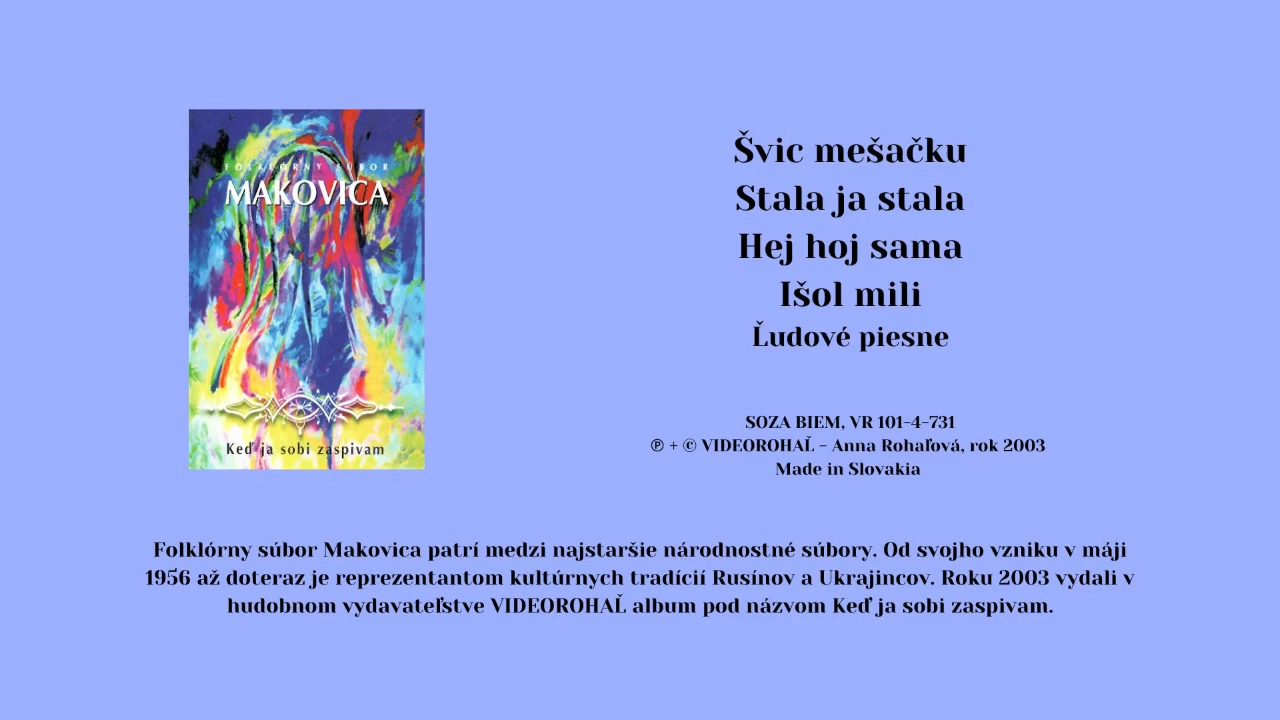 FOLKLÓRNY SÚBOR
MAKOVICA
Keď ja sobi zaspivam
Švic mešačku
Stala ja stala
Hej hoj sama
Išol mili
Ľudové piesne
SOZA BIEM, VR 101-4-731
℗ + © VIDEOROHAĽ - Anna Rohaľová, rok 2003
Made in Slovakia
Folklórny súbor Makovica patrí medzi najstaršie národnostné súbory. Od svojho vzniku v máji
1956 až doteraz je reprezentantom kultúrnych tradícií Rusínov a Ukrajincov. Roku 2003 vydali v
hudobnom vydavateľstve VIDEOROHAĽ album pod názvom Keď ja sobi zaspivam.